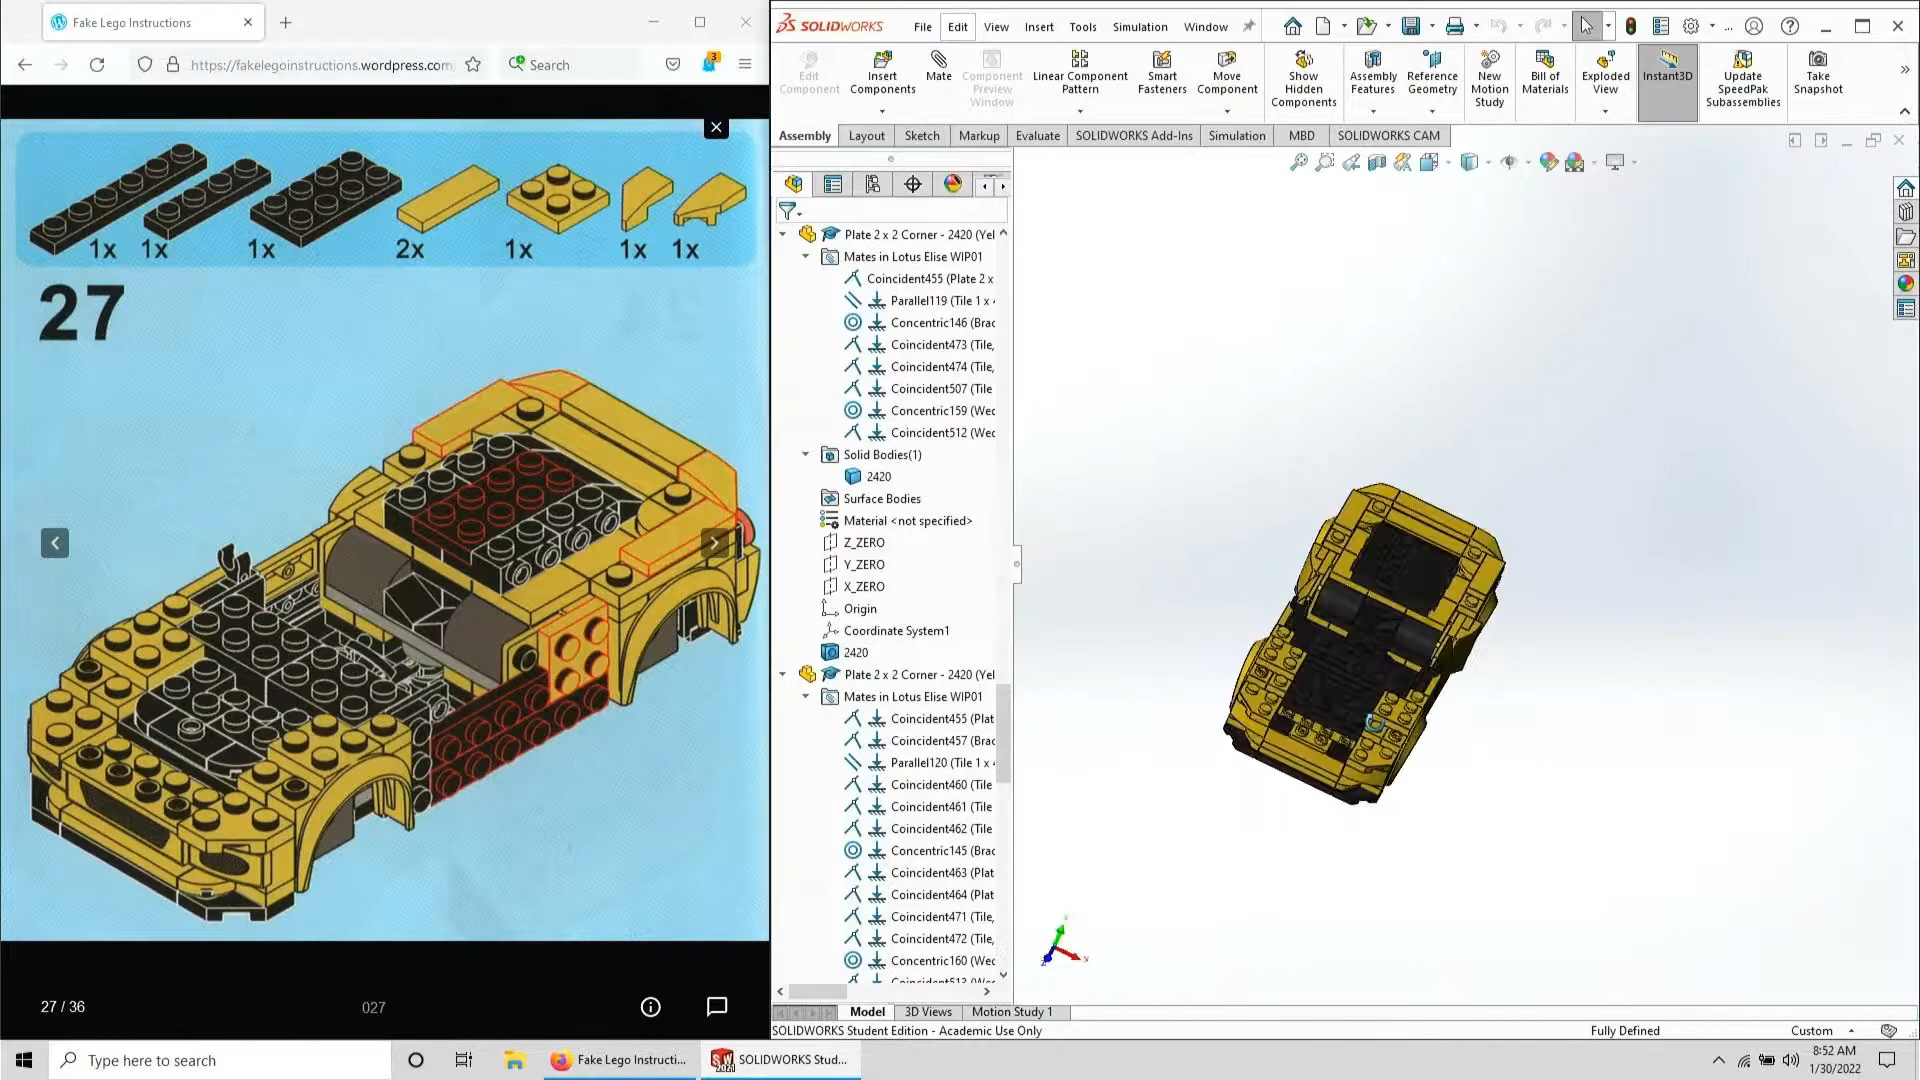 Fake Lego Instructions
https://fakelegoinstructions.wordpress.com
Search
3
1x
1x
1x
2x
1x
1x
1x
27
27 / 36
027
SOLIDWORKS
File
Edit
View
Insert
Tools
Simulation
Window
Edit Component
Insert Components
Mate
Component Preview Window
Linear Component Pattern
Smart Fasteners
Move Component
Show Hidden Components
Assembly Features
Reference Geometry
New Motion Study
Bill of Materials
Exploded View
Instant3D
Update SpeedPak Subassemblies
Take Snapshot
Assembly
Layout
Sketch
Markup
Evaluate
SOLIDWORKS Add-Ins
Simulation
MBD
SOLIDWORKS CAM
Plate 2 x 2 Corner - 2420 (Yel
Mates in Lotus Elise WIP01
Coincident455 (Plate 2 x
Parallel119 (Tile 1 x
Concentric146 (Brac
Coincident473 (Tile,
Coincident474 (Tile,
Coincident507 (Tile
Concentric159 (Wec
Coincident512 (Wec
Solid Bodies(1)
2420
Surface Bodies
Material <not specified>
Z_ZERO
Y_ZERO
X_ZERO
Origin
Coordinate System1
2420
Plate 2 x 2 Corner - 2420 (Yel
Mates in Lotus Elise WIP01
Coincident455 (Plat
Coincident457 (Brac
Parallel120 (Tile 1 x
Coincident460 (Tile
Coincident461 (Tile
Coincident462 (Tile
Concentric145 (Brac
Coincident463 (Plat
Coincident464 (Plat
Coincident471 (Tile,
Coincident472 (Tile,
Concentric160 (Wec
Coincident513 (Wec
Model
3D Views
Motion Study 1
SOLIDWORKS Student Edition - Academic Use Only
Fully Defined
Custom
Type here to search
Fake Lego Instructi...
SOLIDWORKS Stud...
8:52 AM
1/30/2022